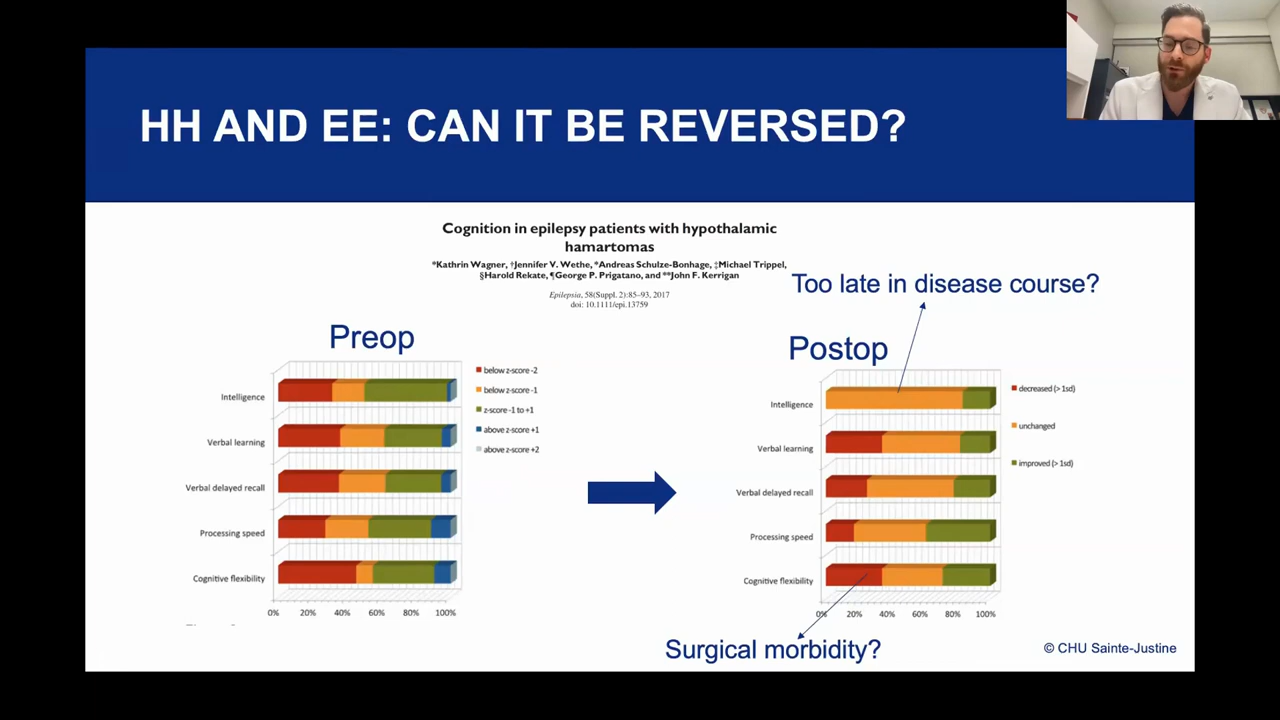 HH AND EE: CAN IT BE REVERSED?
Cognition in epilepsy patients with hypothalamic
hamartomas
*Kathrin Wagner, †Jennifer V. Wethe, *Andreas Schulze-Bonhage, ‡Michael Trippel,
§Harold Rekate, ¶George P. Prigatano, and **John F. Kerrigan
Epilepsia, 58(Suppl. 2):85–93, 2017
doi: 10.1111/epi.13759
Too late in disease course?
Preop
Intelligence
Verbal learning
Verbal delayed recall
Processing speed
Cognitive flexibility
0% 20% 40% 60% 80% 100%
below z-score -2
below z-score -1
z-score -1 to +1
above z-score +1
above z-score +2
Postop
Intelligence
Verbal learning
Verbal delayed recall
Processing speed
Cognitive flexibility
0% 20% 40% 60% 80% 100%
decreased (> 1sd)
unchanged
improved (> 1sd)
Surgical morbidity?
© CHU Sainte-Justine